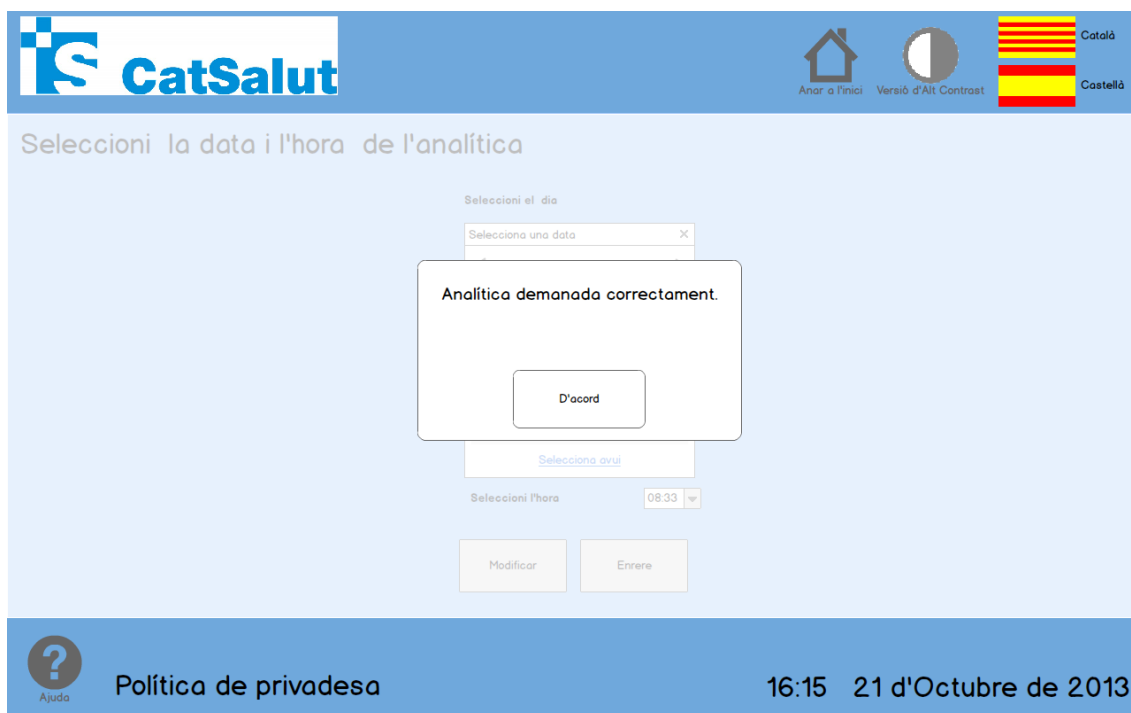 CatSalut
Anar a l'inici
Versió d'Alt Contrast
Català
Castellà
Seleccioni la data i l'hora de l'analítica
Seleccioni el dia
Selecciona una data
Analítica demanada correctament.
D'acord
Selecciona avui
Seleccioni l'hora 08:33
Modificar Enrere
Ajuda
Política de privadesa
16:15 21 d'Octubre de 2013